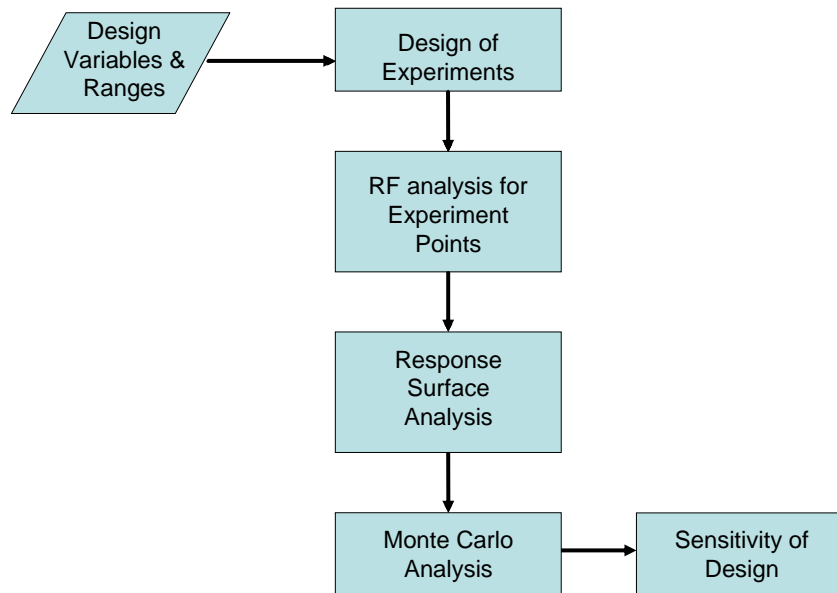 Design
Variables &
Ranges
Design of
Experiments
RF analysis for
Experiment
Points
Response
Surface
Analysis
Monte Carlo
Analysis
Sensitivity of
Design